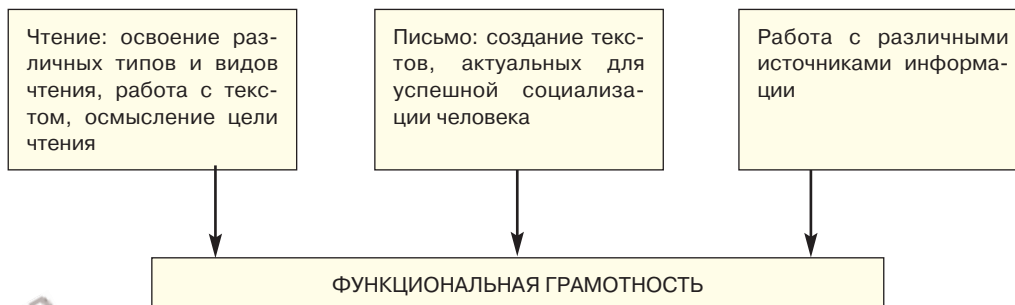 Чтение: освоение раз-
личных типов и видов
чтения, работа с текс-
том, осмысление цели
чтения
Письмо: создание текс-
тов, актуальных для
успешной социализа-
ции человека
Работа с различными
источниками информа-
ции
ФУНКЦИОНАЛЬНАЯ ГРАМОТНОСТЬ